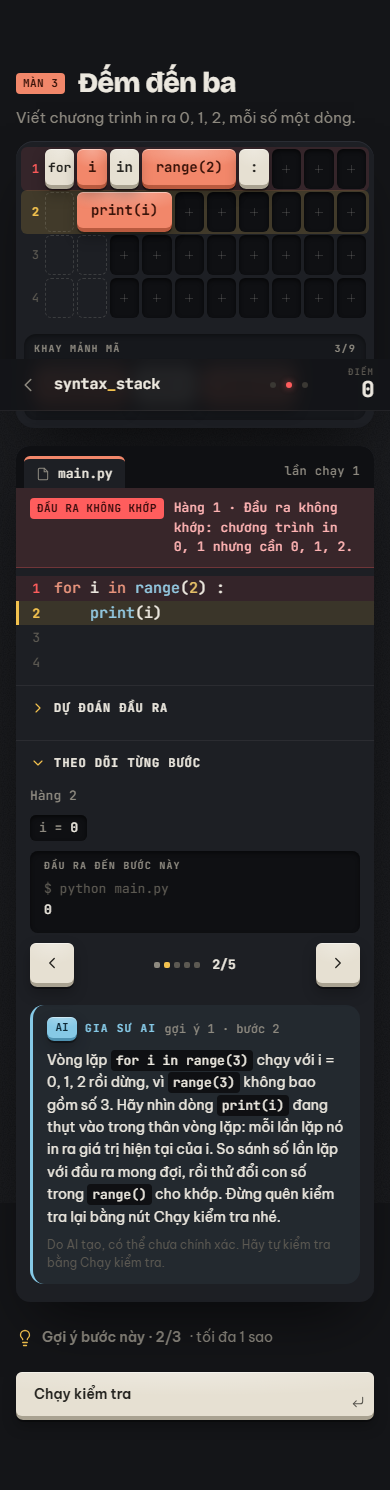 MÀN 3 Đếm đến ba
Viết chương trình in ra 0, 1, 2, mỗi số một dòng.
1 for i in range(2) : + + +
2 print(i) + + + + + +
3 + + + + + + + +
4 + + + + + + + +
KHAY MẢNH MÃ 3/9
syntax_stack ĐIỂM 0
main.py lần chạy 1
ĐẦU RA KHÔNG KHỚP Hàng 1 · Đầu ra không
khớp: chương trình in
0, 1 nhưng cần 0, 1, 2.
1 for i in range(2) :
2 print(i)
3
4
DỰ ĐOÁN ĐẦU RA
THEO DÕI TỪNG BƯỚC
Hàng 2
i = 0
ĐẦU RA ĐẾN BƯỚC NÀY
$ python main.py
0
2/5
AI GIA SƯ AI gợi ý 1 · bước 2
Vòng lặp for i in range(3) chạy với i =
0, 1, 2 rồi dừng, vì range(3) không bao
gồm số 3. Hãy nhìn dòng print(i) đang
thụt vào trong thân vòng lặp: mỗi lần lặp nó
in ra giá trị hiện tại của i. So sánh số lần lặp
với đầu ra mong đợi, rồi thử đổi con số
trong range() cho khớp. Đừng quên kiểm
tra lại bằng nút Chạy kiểm tra nhé.
Do AI tạo, có thể chưa chính xác. Hãy tự kiểm tra
bằng Chạy kiểm tra.
Gợi ý bước này · 2/3 · tối đa 1 sao
Chạy kiểm tra